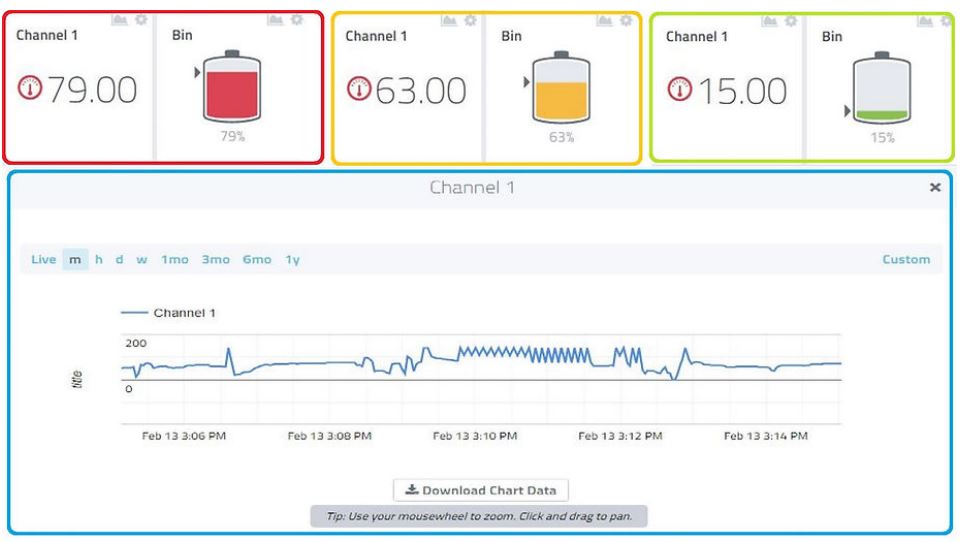 Channel 1
Bin
79.00
79%
Channel 1
Bin
63.00
63%
Channel 1
Bin
15.00
15%
Channel 1
×
Live m h d w 1mo 3mo 6mo 1y Custom
Channel 1
200
title
0
Feb 13 3:06 PM Feb 13 3:08 PM Feb 13 3:10 PM Feb 13 3:12 PM Feb 13 3:14 PM
Download Chart Data
Tip: Use your mousewheel to zoom. Click and drag to pan.